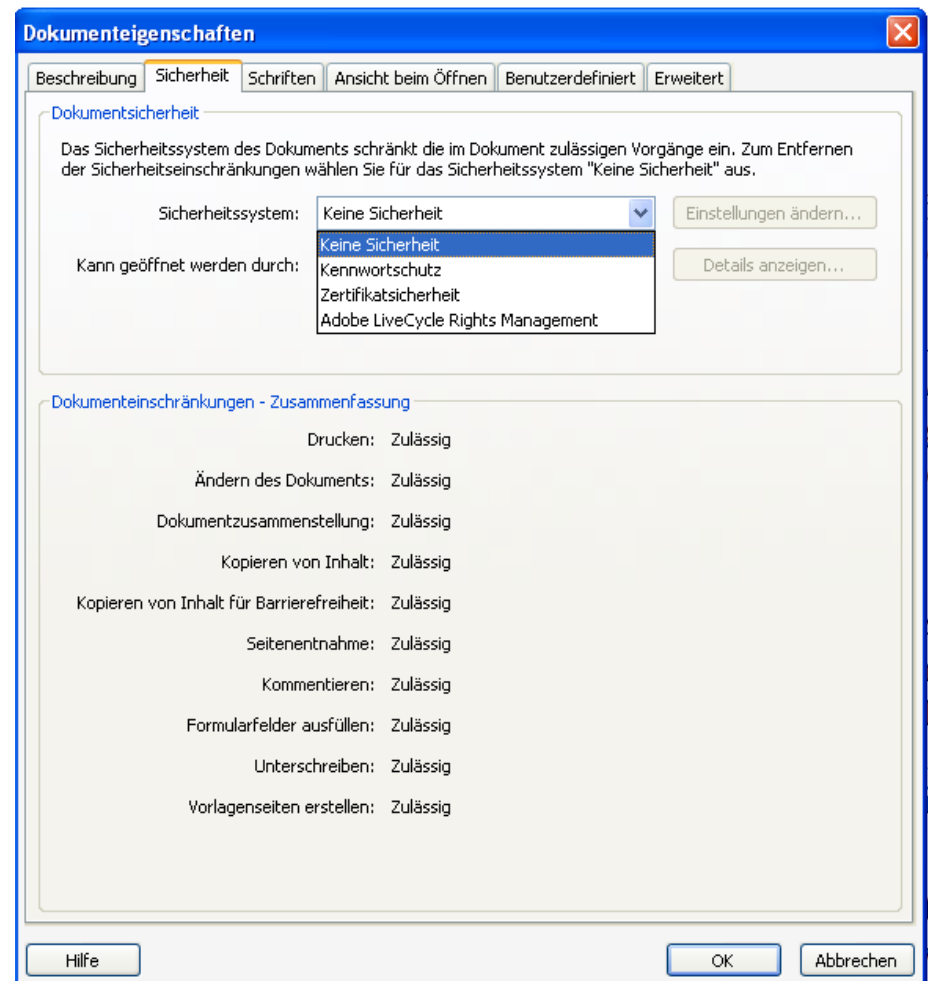 Dokumenteigenschaften
Beschreibung Sicherheit Schriften Ansicht beim Öffnen Benutzerdefiniert Erweitert
Dokumentsicherheit
Das Sicherheitssystem des Dokuments schränkt die im Dokument zulässigen Vorgänge ein. Zum Entfernen
der Sicherheitseinschränkungen wählen Sie für das Sicherheitssystem "Keine Sicherheit" aus.
Sicherheitssystem: Keine Sicherheit Einstellungen ändern...
Keine Sicherheit
Kann geöffnet werden durch: Kennwortschutz Details anzeigen...
Zertifikatsicherheit
Adobe LiveCycle Rights Management
Dokumenteinschränkungen - Zusammenfassung
Drucken: Zulässig
Ändern des Dokuments: Zulässig
Dokumentzusammenstellung: Zulässig
Kopieren von Inhalt: Zulässig
Kopieren von Inhalt für Barrierefreiheit: Zulässig
Seitenentnahme: Zulässig
Kommentieren: Zulässig
Formularfelder ausfüllen: Zulässig
Unterschreiben: Zulässig
Vorlagenseiten erstellen: Zulässig
Hilfe OK Abbrechen